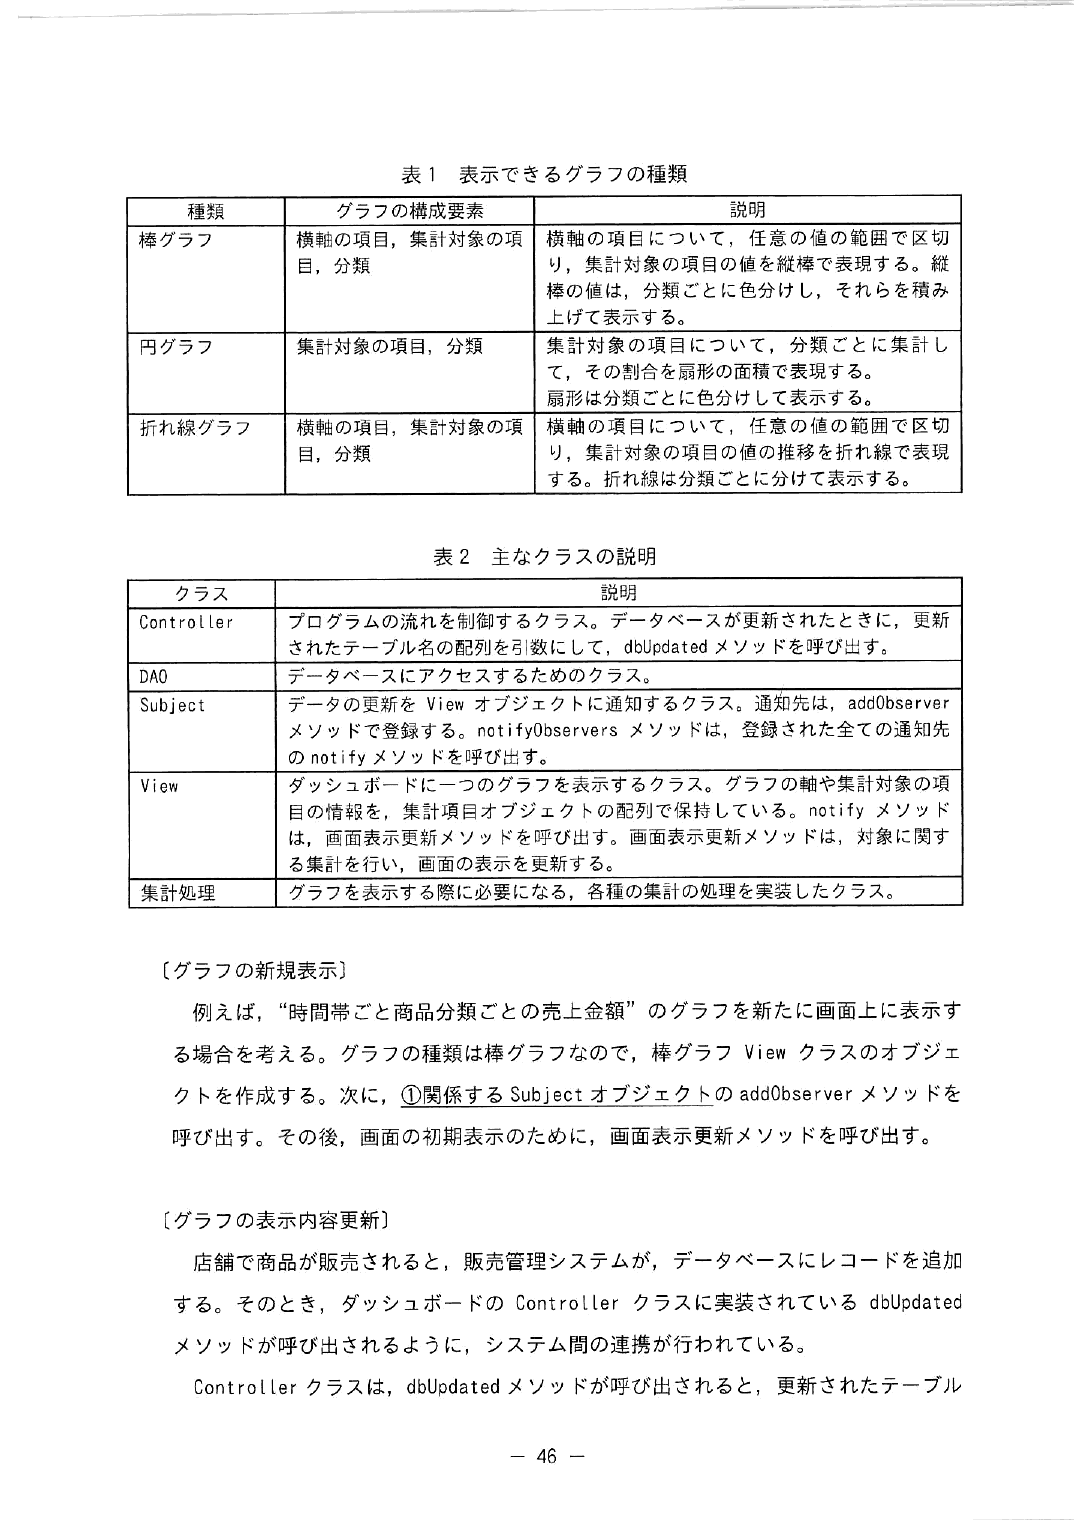 表1 表示できるグラフの種類
種類 グラフの構成要素 説明
棒グラフ 横軸の項目，集計対象の項 横軸の項目について，任意の値の範囲で区切
目，分類 り，集計対象の項目の値を縦棒で表現する。縦
棒の値は，分類ごとに色分けし，それらを積み
上げて表示する。
円グラフ 集計対象の項目，分類 集計対象の項目について，分類ごとに集計し
て，その割合を扇形の面積で表現する。
扇形は分類ごとに色分けして表示する。
折れ線グラフ 横軸の項目，集計対象の項 横軸の項目について，任意の値の範囲で区切
目，分類 り，集計対象の項目の値の推移を折れ線で表現
する。折れ線は分類ごとに分けて表示する。
表2 主なクラスの説明
クラス 説明
Controller プログラムの流れを制御するクラス。データベースが更新されたときに，更新
されたテーブル名の配列を引数にして，dbUpdated メソッドを呼び出す。
DAO データベースにアクセスするためのクラス。
Subject データの更新を View オブジェクトに通知するクラス。通知先は，addObserver
メソッドで登録する。notifyObservers メソッドは，登録された全ての通知先
の notify メソッドを呼び出す。
View ダッシュボードに一つのグラフを表示するクラス。グラフの軸や集計対象の項
目の情報を，集計項目オブジェクトの配列で保持している。notify メソッド
は，画面表示更新メソッドを呼び出す。画面表示更新メソッドは，対象に関す
る集計を行い，画面の表示を更新する。
集計処理 グラフを表示する際に必要になる，各種の集計の処理を実装したクラス。
〔グラフの新規表示〕
例えば，“時間帯ごと商品分類ごとの売上金額”のグラフを新たに画面上に表示す
る場合を考える。グラフの種類は棒グラフなので，棒グラフ View クラスのオブジェ
クトを作成する。次に，①関係する Subject オブジェクトの addObserver メソッドを
呼び出す。その後，画面の初期表示のために，画面表示更新メソッドを呼び出す。
〔グラフの表示内容更新〕
店舗で商品が販売されると，販売管理システムが，データベースにレコードを追加
する。そのとき，ダッシュボードの Controller クラスに実装されている dbUpdated
メソッドが呼び出されるように，システム間の連携が行われている。
Controller クラスは，dbUpdated メソッドが呼び出されると，更新されたテーブル
― 46 ―